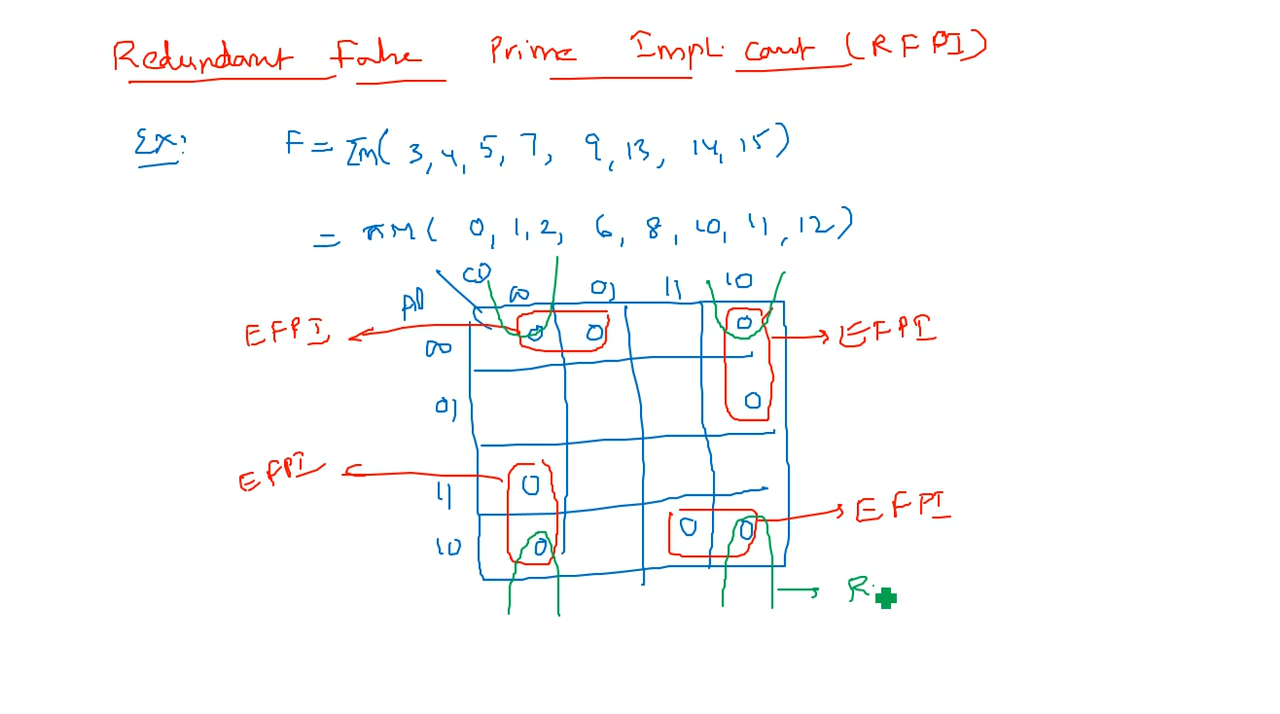 Redundant False Prime Implicant (RFPI)
Ex: F = Σm( 3, 4, 5, 7, 9, 13, 14, 15 )
= πM( 0, 1, 2, 6, 8, 10, 11, 12 )
CD 00 01 11 10
AB
EFPI 00 0 0 0 EFPI
01 0
EFPI 11 0
10 0 0 0 EFPI
R